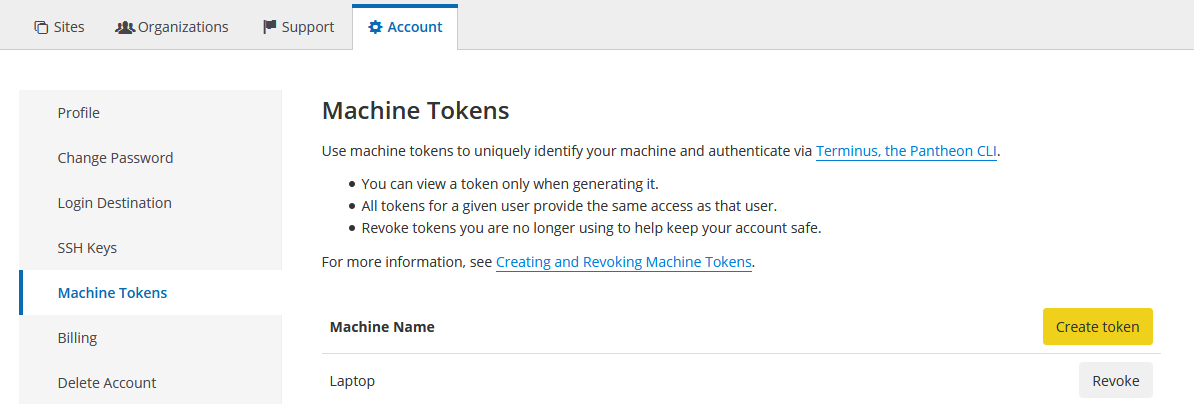 Sites Organizations Support Account
Profile
Change Password
Login Destination
SSH Keys
Machine Tokens
Billing
Delete Account
Machine Tokens
Use machine tokens to uniquely identify your machine and authenticate via Terminus, the Pantheon CLI.
You can view a token only when generating it.
All tokens for a given user provide the same access as that user.
Revoke tokens you are no longer using to help keep your account safe.
For more information, see Creating and Revoking Machine Tokens.
Machine Name Create token
Laptop Revoke